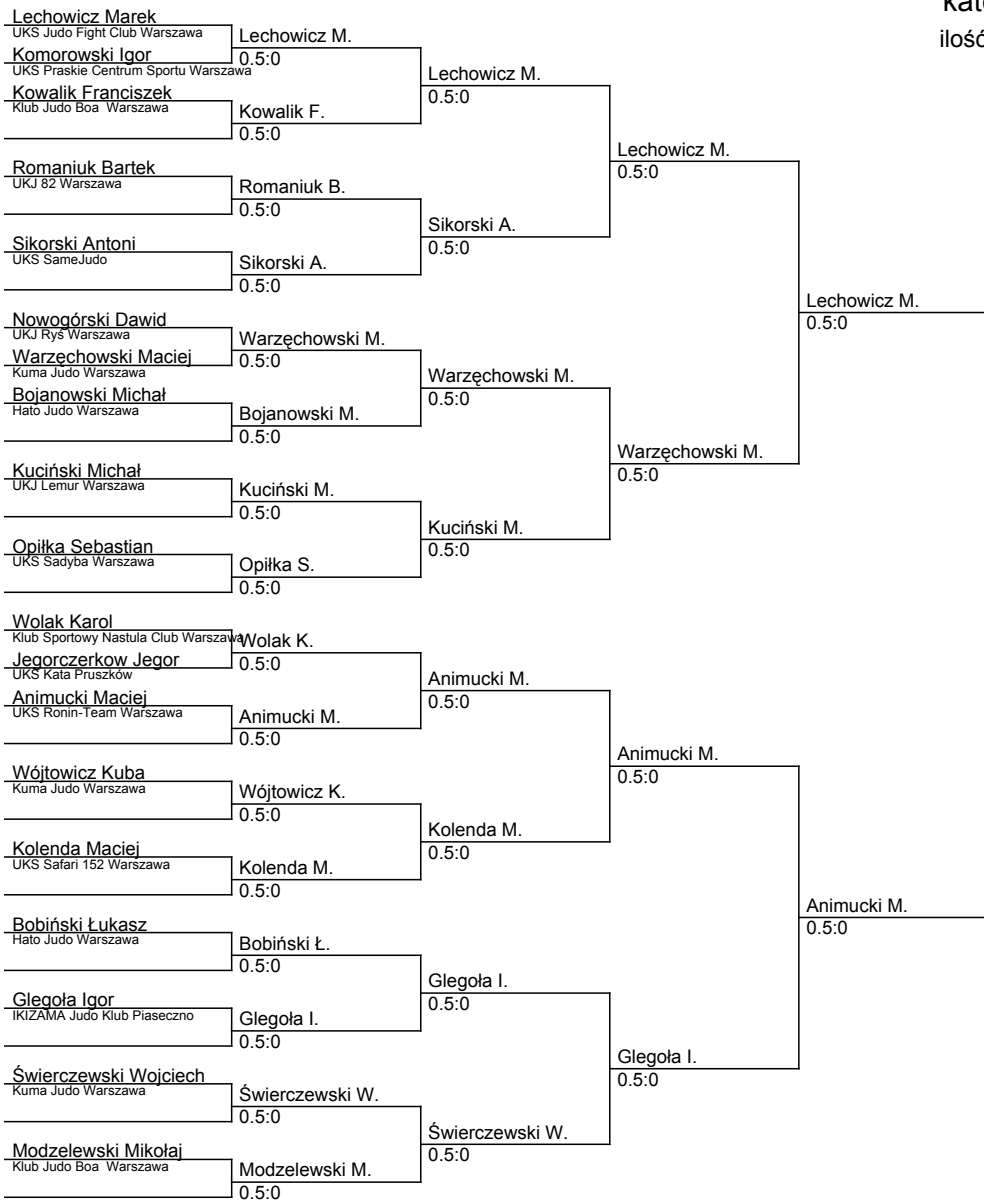 kate
ilość
Lechowicz Marek
UKS Judo Fight Club Warszawa
Komorowski Igor
UKS Praskie Centrum Sportu Warszawa
Kowalik Franciszek
Klub Judo Boa Warszawa
Romaniuk Bartek
UKJ 82 Warszawa
Sikorski Antoni
UKS SameJudo
Nowogórski Dawid
UKJ Ryś Warszawa
Warzęchowski Maciej
Kuma Judo Warszawa
Bojanowski Michał
Hato Judo Warszawa
Kuciński Michał
UKJ Lemur Warszawa
Opiłka Sebastian
UKS Sadyba Warszawa
Wolak Karol
Klub Sportowy Nastula Club Warszawa
Jegorczerkow Jegor
UKS Kata Pruszków
Animucki Maciej
UKS Ronin-Team Warszawa
Wójtowicz Kuba
Kuma Judo Warszawa
Kolenda Maciej
UKS Safari 152 Warszawa
Bobiński Łukasz
Hato Judo Warszawa
Glegoła Igor
IKIZAMA Judo Klub Piaseczno
Świerczewski Wojciech
Kuma Judo Warszawa
Modzelewski Mikołaj
Klub Judo Boa Warszawa
Lechowicz M.
0.5:0
Kowalik F.
0.5:0
Romaniuk B.
0.5:0
Sikorski A.
0.5:0
Warzęchowski M.
0.5:0
Bojanowski M.
0.5:0
Kuciński M.
0.5:0
Opiłka S.
0.5:0
Wolak K.
0.5:0
Animucki M.
0.5:0
Wójtowicz K.
0.5:0
Kolenda M.
0.5:0
Bobiński Ł.
0.5:0
Glegoła I.
0.5:0
Świerczewski W.
0.5:0
Modzelewski M.
0.5:0
Lechowicz M.
0.5:0
Sikorski A.
0.5:0
Warzęchowski M.
0.5:0
Kuciński M.
0.5:0
Animucki M.
0.5:0
Kolenda M.
0.5:0
Glegoła I.
0.5:0
Świerczewski W.
0.5:0
Lechowicz M.
0.5:0
Warzęchowski M.
0.5:0
Animucki M.
0.5:0
Glegoła I.
0.5:0
Lechowicz M.
0.5:0
Animucki M.
0.5:0